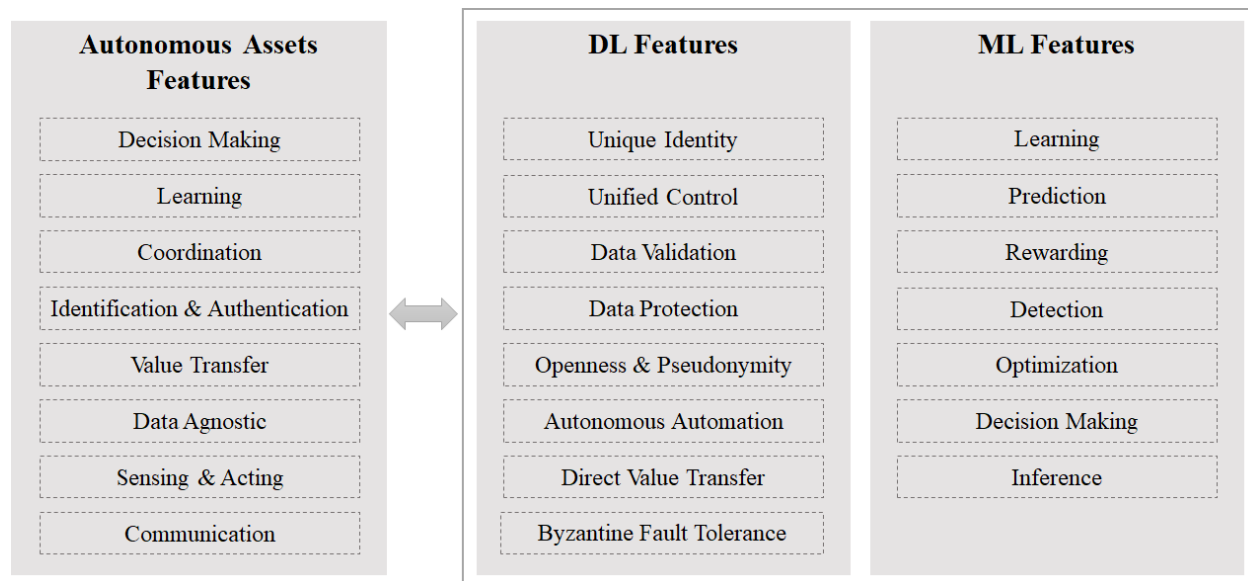 Autonomous Assets
Features
Decision Making
Learning
Coordination
Identification & Authentication
Value Transfer
Data Agnostic
Sensing & Acting
Communication
DL Features
Unique Identity
Unified Control
Data Validation
Data Protection
Openness & Pseudonymity
Autonomous Automation
Direct Value Transfer
Byzantine Fault Tolerance
ML Features
Learning
Prediction
Rewarding
Detection
Optimization
Decision Making
Inference